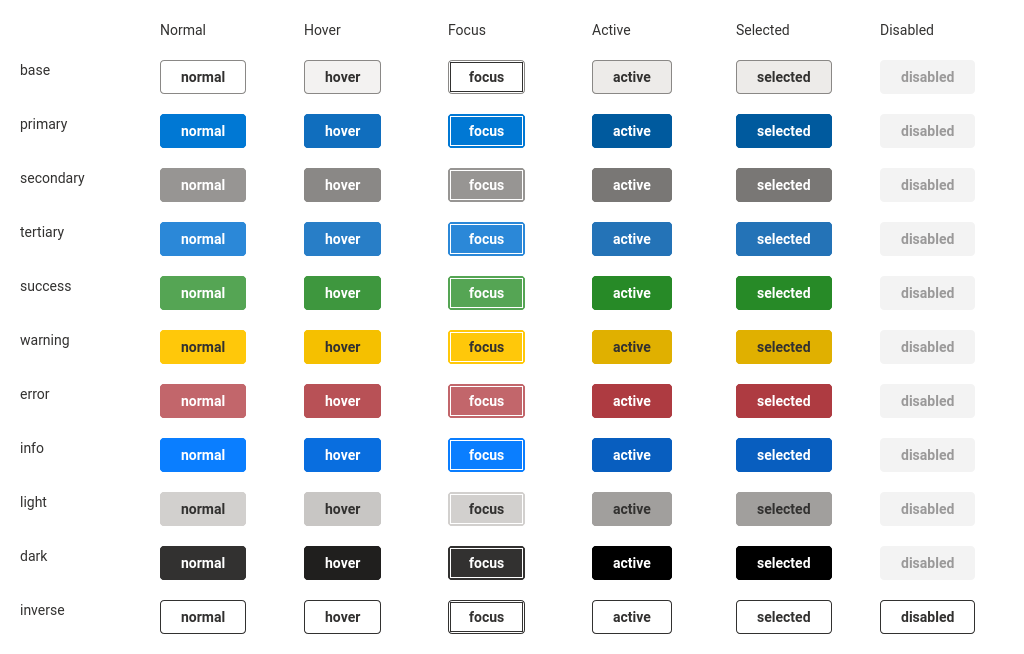 Normal Hover Focus Active Selected Disabled
base normal hover focus active selected disabled
primary normal hover focus active selected disabled
secondary normal hover focus active selected disabled
tertiary normal hover focus active selected disabled
success normal hover focus active selected disabled
warning normal hover focus active selected disabled
error normal hover focus active selected disabled
info normal hover focus active selected disabled
light normal hover focus active selected disabled
dark normal hover focus active selected disabled
inverse normal hover focus active selected disabled